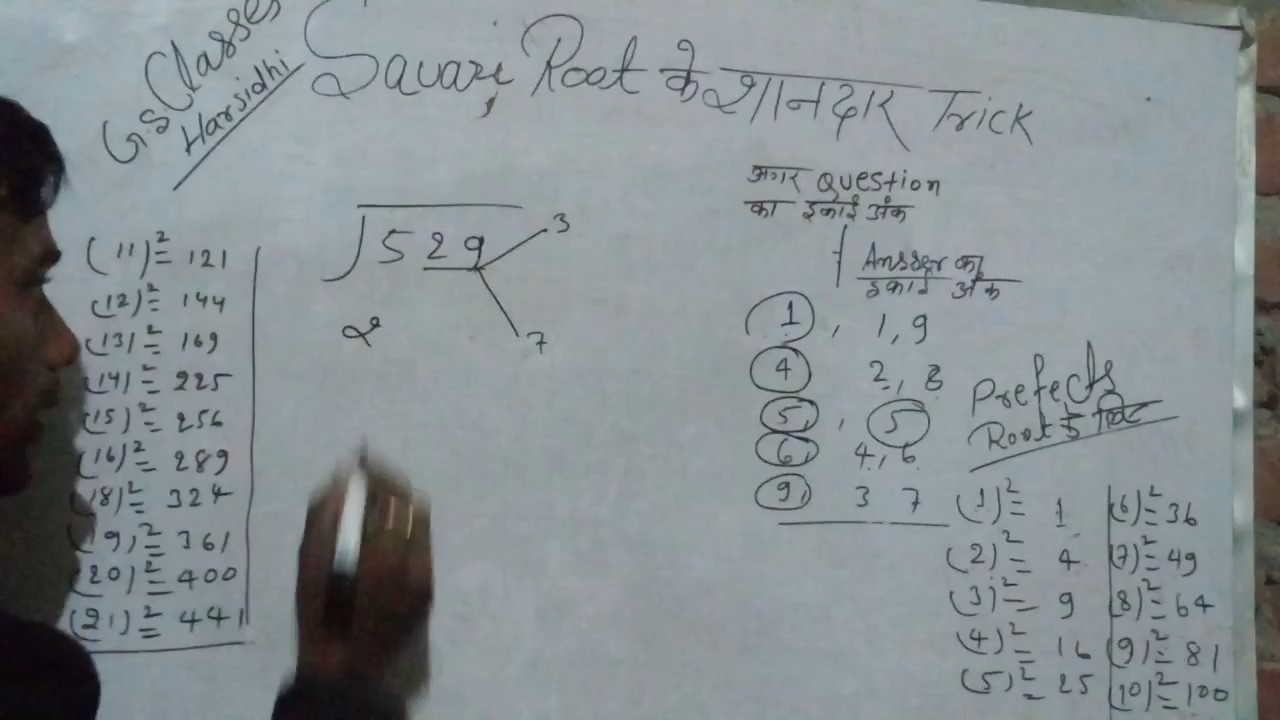 G.S Classes
Harsidhi
Sauari Root के शानदार Trick
अगर Question
का इकाई अंक
Ansser का
इकाई अंक
1, 1, 9
4 2, 8
5, 5
6, 4, 6
9, 3 7
Prefects
Root
529
3
7
2
(11)²= 121
(12)²= 144
(13)²= 169
(14)²= 225
(15)²= 256
(16)²= 289
(18)²= 324
(19)²= 361
(20)²= 400
(21)²= 441
(1)²= 1
(2)²= 4
(3)²= 9
(4)²= 16
(5)²= 25
(6)²= 36
(7)²= 49
(8)²= 64
(9)²= 81
(10)²= 100